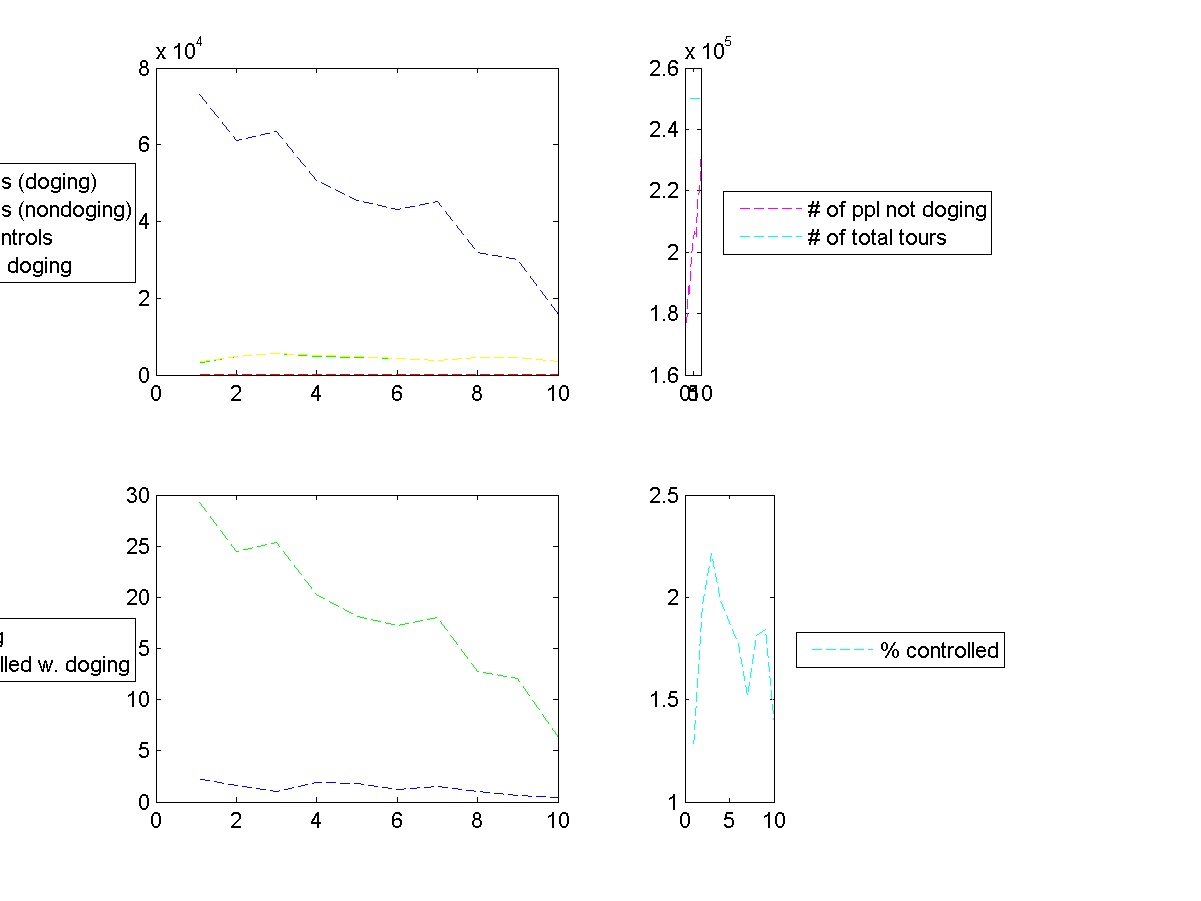 x 10^4
8
6
4
2
0
0 2 4 6 8 10
s (doging)
s (nondoging)
ntrols
doging
x 10^5
2.6
2.4
2.2
2
1.8
1.6
0 5 10
# of ppl not doging
# of total tours
30
25
20
15
10
5
0
0 2 4 6 8 10
g
lled w. doging
2.5
2
1.5
1
0 5 10
% controlled